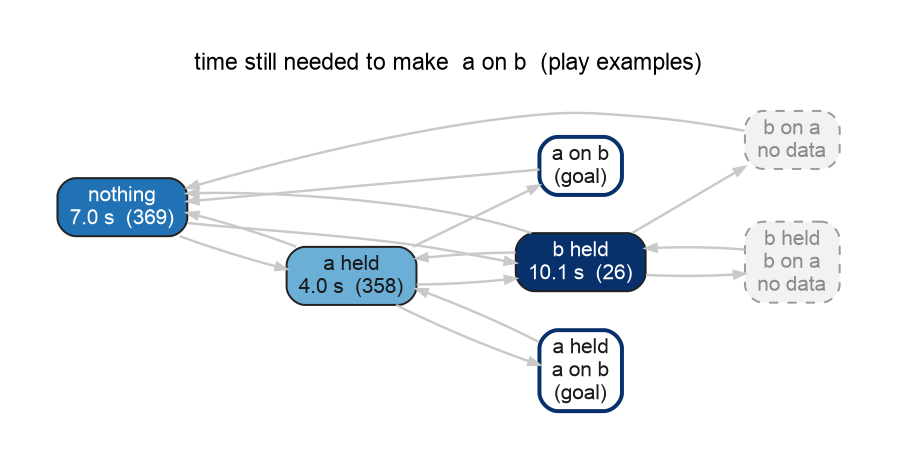 time still needed to make  a on b  (play examples)
b on a
no data
a on b
(goal)
nothing
7.0 s  (369)
b held
b on a
no data
b held
10.1 s  (26)
a held
4.0 s  (358)
a held
a on b
(goal)